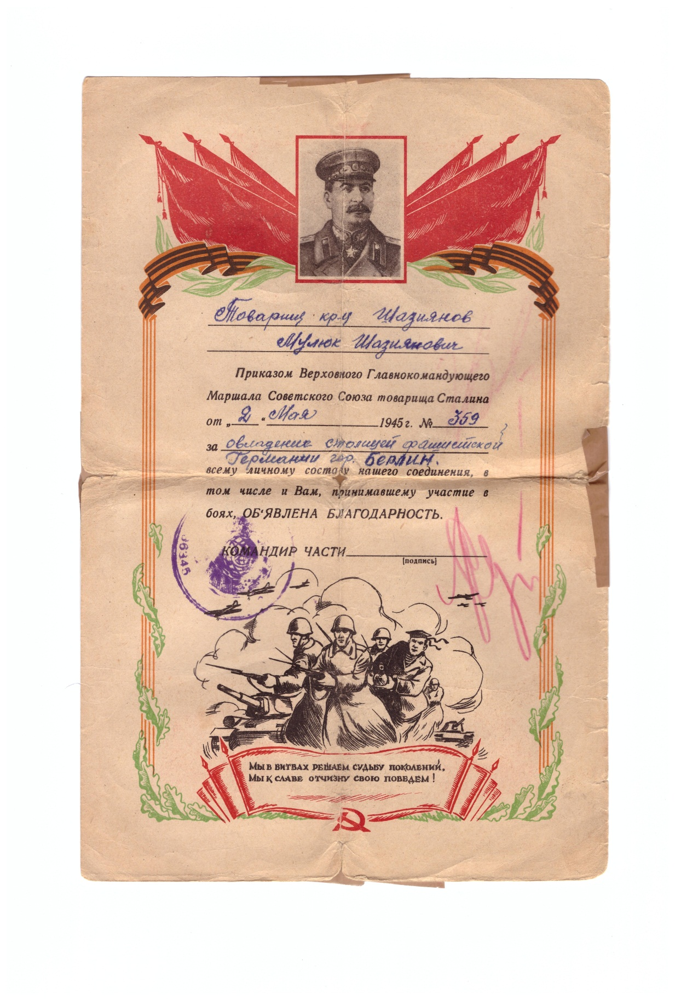 Товарищ кр-ц Шазиянов
Мулюк Шазиянович
Приказом Верховного Главнокомандующего
Маршала Советского Союза товарища Сталина
от „2“ Мая 1945 г. № 359
за овладение столицей фашистской
Германии гор. Берлин.
всему личному составу нашего соединения, в
том числе и Вам, принимавшему участие в
боях, ОБ‘ЯВЛЕНА БЛАГОДАРНОСТЬ.
КОМАНДИР ЧАСТИ
(подпись)
06345
Мы в битвах решаем судьбу поколений,
Мы к славе отчизну свою поведем!